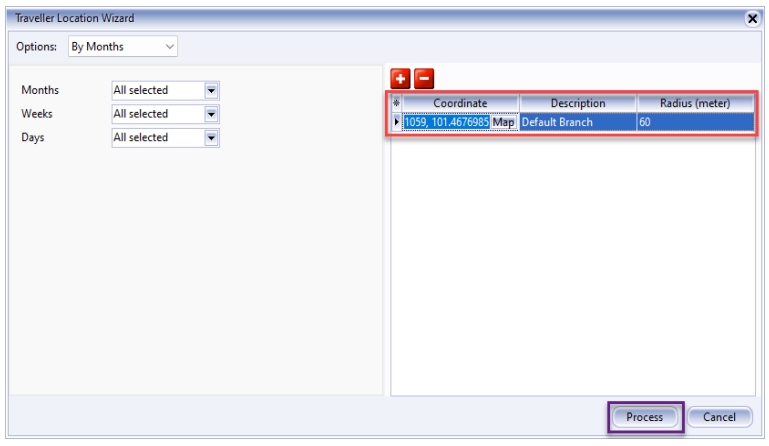 Traveller Location Wizard
Options: By Months
Months All selected
Weeks All selected
Days All selected
Coordinate Description Radius (meter)
1059, 101.4676985 Map Default Branch 60
Process Cancel